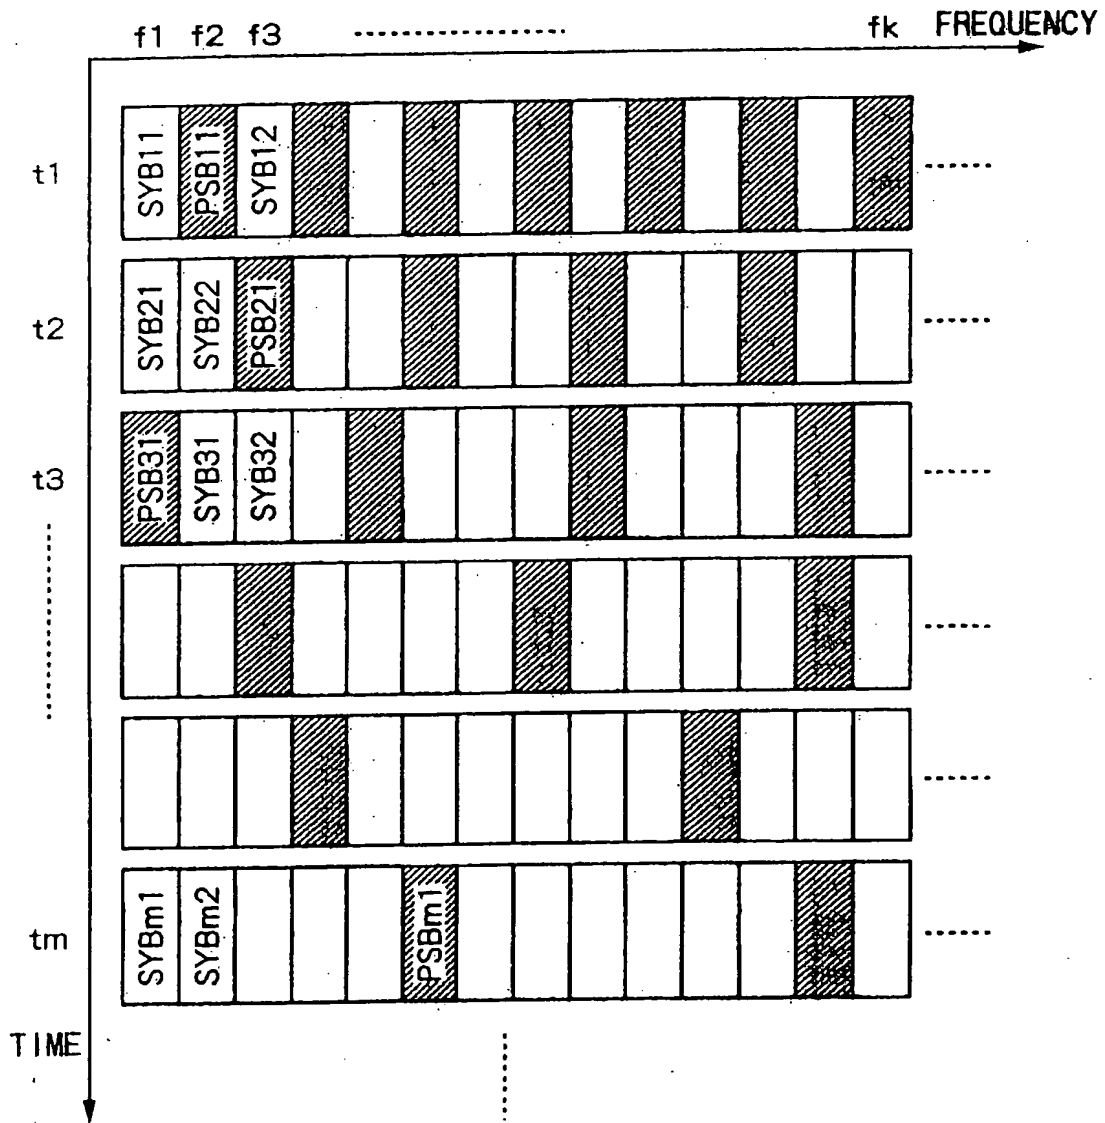 f1 f2 f3 fk FREQUENCY
t1 SYB11 PSB11 SYB12
t2 SYB21 SYB22 PSB21
t3 PSB31 SYB31 SYB32
tm SYBm1 SYBm2 PSBm1
TIME